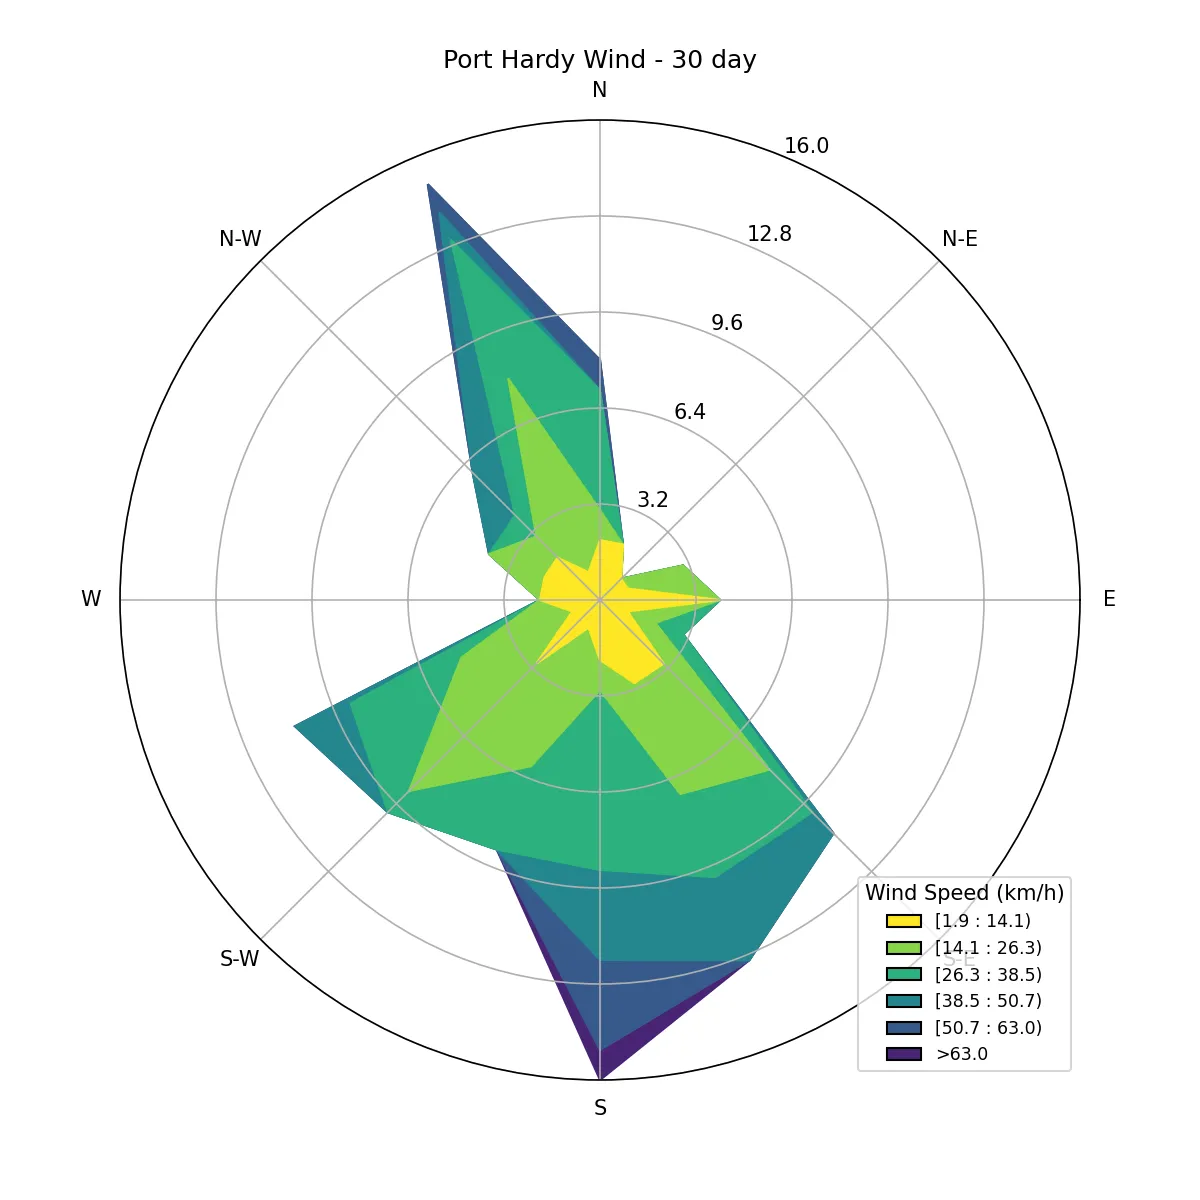 Port Hardy Wind - 30 day
N
16.0
N-W
12.8
N-E
9.6
6.4
3.2
W
E
Wind Speed (km/h)
[1.9 : 14.1)
[14.1 : 26.3)
S-W
S-E
[26.3 : 38.5)
[38.5 : 50.7)
[50.7 : 63.0)
>63.0
S